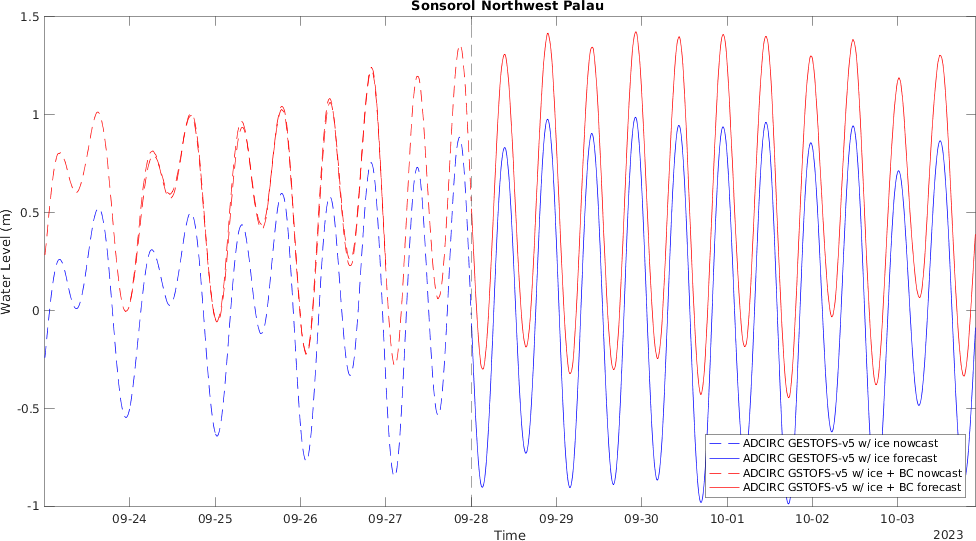 Sonsorol Northwest Palau
1.5
1
0.5
0
-0.5
-1
Water Level (m)
09-24
09-25
09-26
09-27
09-28
09-29
09-30
10-01
10-02
10-03
Time
2023
ADCIRC GESTOFS-v5 w/ ice nowcast
ADCIRC GESTOFS-v5 w/ ice forecast
ADCIRC GSTOFS-v5 w/ ice + BC nowcast
ADCIRC GSTOFS-v5 w/ ice + BC forecast